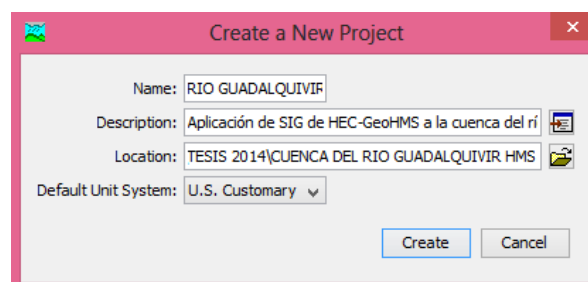 Create a New Project
Name: RIO GUADALQUIVIR
Description: Aplicación de SIG de HEC-GeoHMS a la cuenca del rí
Location: TESIS 2014\CUENCA DEL RIO GUADALQUIVIR HMS
Default Unit System: U.S. Customary
Create Cancel